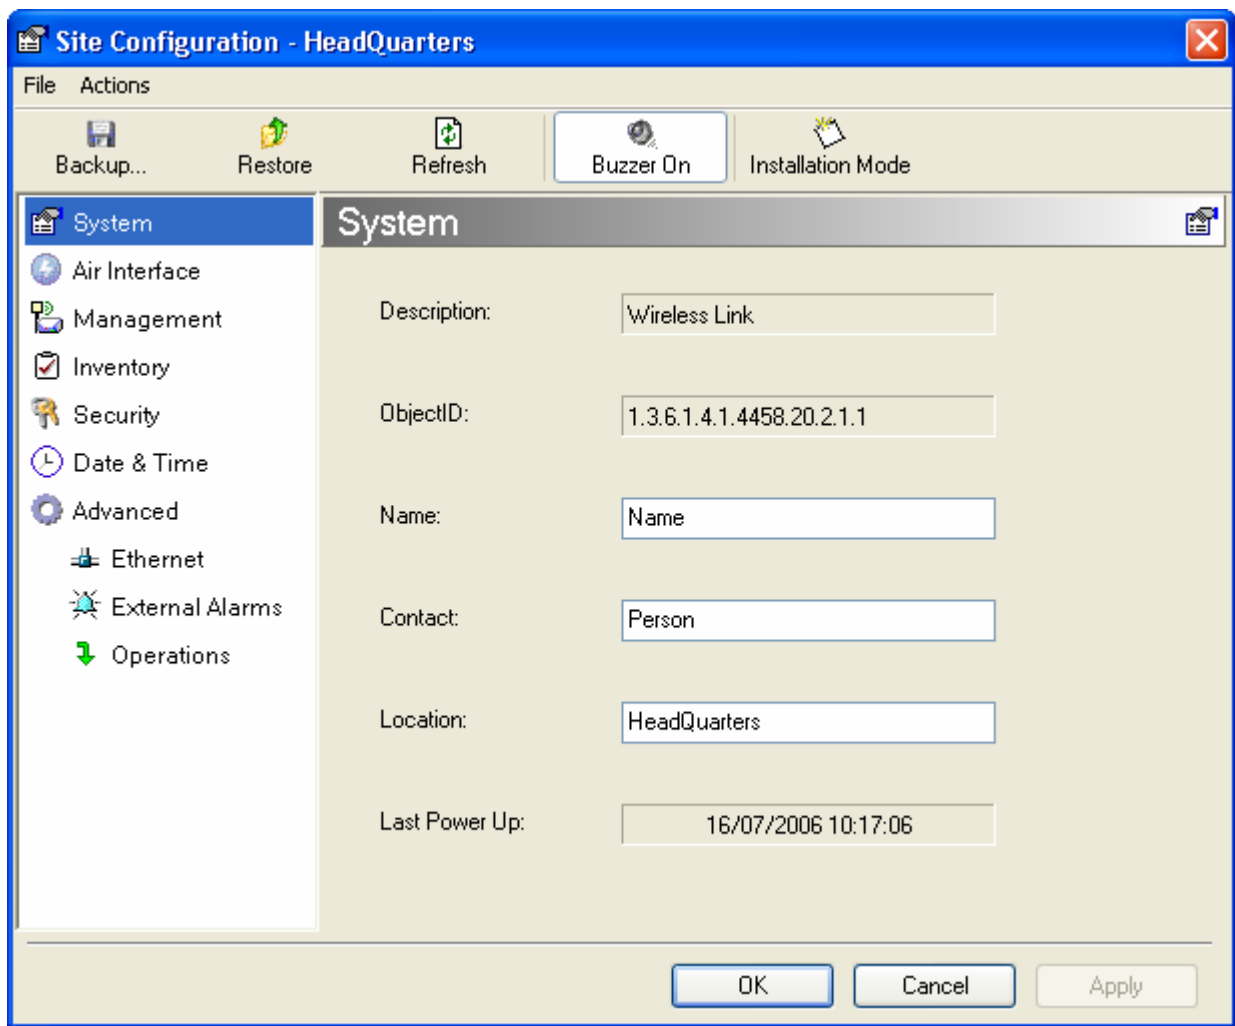 Site Configuration - HeadQuarters
File Actions
Backup... Restore Refresh Buzzer On Installation Mode
System
Air Interface
Management
Inventory
Security
Date & Time
Advanced
Ethernet
External Alarms
Operations
System
Description: Wireless Link
ObjectID: 1.3.6.1.4.1.4458.20.2.1.1
Name: Name
Contact: Person
Location: HeadQuarters
Last Power Up: 16/07/2006 10:17:06
OK Cancel Apply